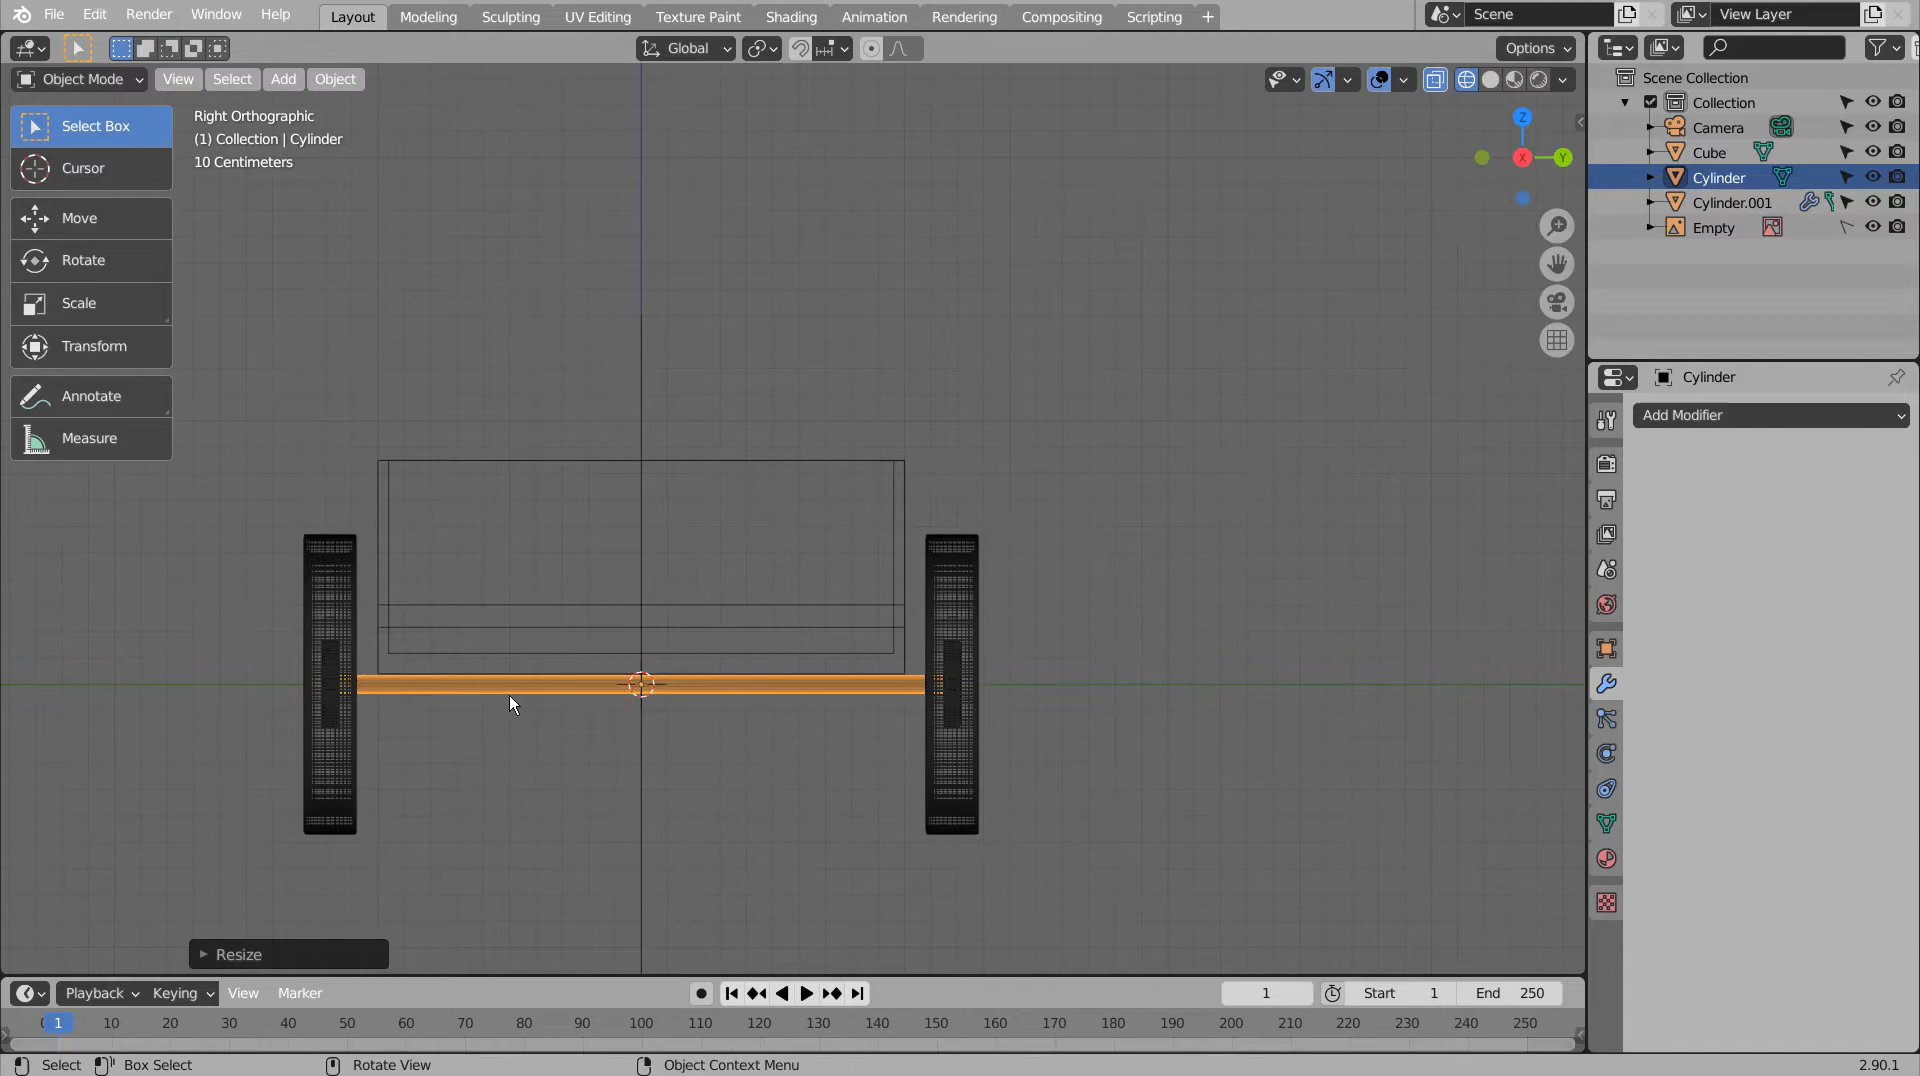 File Edit Render Window Help Layout Modeling Sculpting UV Editing Texture Paint Shading Animation Rendering Compositing Scripting + Scene View Layer
Global Options
Object Mode View Select Add Object
Scene Collection
Collection
Camera
Cube
Cylinder
Cylinder.001
Empty
Select Box
Cursor
Move
Rotate
Scale
Transform
Annotate
Measure
Right Orthographic
(1) Collection | Cylinder
10 Centimeters
Z
X
Y
Cylinder
Add Modifier
Resize
Playback Keying View Marker 1 Start 1 End 250
0 1 10 20 30 40 50 60 70 80 90 100 110 120 130 140 150 160 170 180 190 200 210 220 230 240 250
Select Box Select Rotate View Object Context Menu 2.90.1